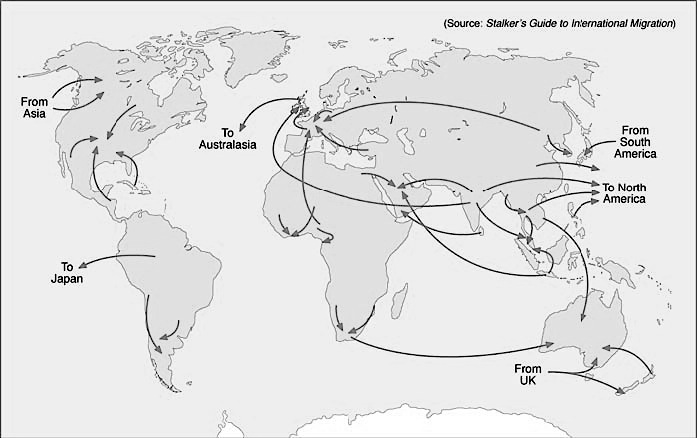 (Source: Stalker's Guide to International Migration)
From
Asia
To
Australasia
From
South
America
To North
America
To
Japan
From
UK